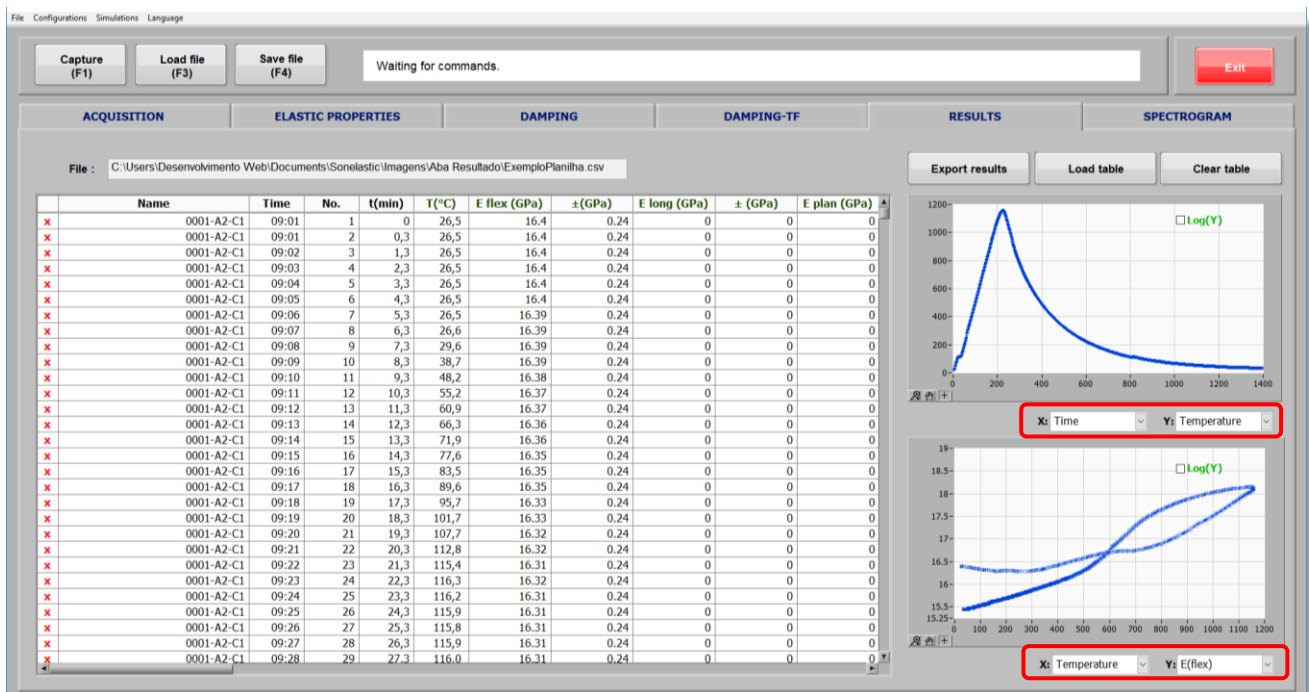 File Configurations Simulations Language
Capture (F1) Load file (F3) Save file (F4) Waiting for commands. Exit
ACQUISITION ELASTIC PROPERTIES DAMPING DAMPING-TF RESULTS SPECTROGRAM
File : C:\Users\Desenvolvimento Web\Documents\Sonelastic\Imagens\Aba Resultado\ExemploPlanilha.csv
Export results Load table Clear table
Name Time No. t(min) T(°C) E flex (GPa) ±(GPa) E long (GPa) ± (GPa) E plan (GPa)
x 0001-A2-C1 09:01 1 0 26,5 16.4 0.24 0 0 0
x 0001-A2-C1 09:01 2 0,3 26,5 16.4 0.24 0 0 0
x 0001-A2-C1 09:02 3 1,3 26,5 16.4 0.24 0 0 0
x 0001-A2-C1 09:03 4 2,3 26,5 16.4 0.24 0 0 0
x 0001-A2-C1 09:04 5 3,3 26,5 16.4 0.24 0 0 0
x 0001-A2-C1 09:05 6 4,3 26,5 16.4 0.24 0 0 0
x 0001-A2-C1 09:06 7 5,3 26,5 16.39 0.24 0 0 0
x 0001-A2-C1 09:07 8 6,3 26,6 16.39 0.24 0 0 0
x 0001-A2-C1 09:08 9 7,3 29,6 16.39 0.24 0 0 0
x 0001-A2-C1 09:09 10 8,3 38,7 16.39 0.24 0 0 0
x 0001-A2-C1 09:10 11 9,3 48,2 16.38 0.24 0 0 0
x 0001-A2-C1 09:11 12 10,3 55,2 16.37 0.24 0 0 0
x 0001-A2-C1 09:12 13 11,3 60,9 16.37 0.24 0 0 0
x 0001-A2-C1 09:13 14 12,3 66,3 16.36 0.24 0 0 0
x 0001-A2-C1 09:14 15 13,3 71,9 16.36 0.24 0 0 0
x 0001-A2-C1 09:15 16 14,3 77,6 16.35 0.24 0 0 0
x 0001-A2-C1 09:16 17 15,3 83,5 16.35 0.24 0 0 0
x 0001-A2-C1 09:17 18 16,3 89,6 16.35 0.24 0 0 0
x 0001-A2-C1 09:18 19 17,3 95,7 16.33 0.24 0 0 0
x 0001-A2-C1 09:19 20 18,3 101,7 16.33 0.24 0 0 0
x 0001-A2-C1 09:20 21 19,3 107,7 16.32 0.24 0 0 0
x 0001-A2-C1 09:21 22 20,3 112,8 16.32 0.24 0 0 0
x 0001-A2-C1 09:22 23 21,3 115,4 16.31 0.24 0 0 0
x 0001-A2-C1 09:23 24 22,3 116,3 16.32 0.24 0 0 0
x 0001-A2-C1 09:24 25 23,3 116,2 16.31 0.24 0 0 0
x 0001-A2-C1 09:25 26 24,3 115,9 16.31 0.24 0 0 0
x 0001-A2-C1 09:26 27 25,3 115,8 16.31 0.24 0 0 0
x 0001-A2-C1 09:27 28 26,3 115,9 16.31 0.24 0 0 0
x 0001-A2-C1 09:28 29 27,3 116,0 16.31 0.24 0 0 0
1200
Log(Y)
1000
800
600
400
200
0
0 200 400 600 800 1000 1200 1400
X: Time Y: Temperature
19
Log(Y)
18.5
18
17.5
17
16.5
16
15.5
15.25
0 100 200 300 400 500 600 700 800 900 1000 1100 1200
X: Temperature Y: E(flex)